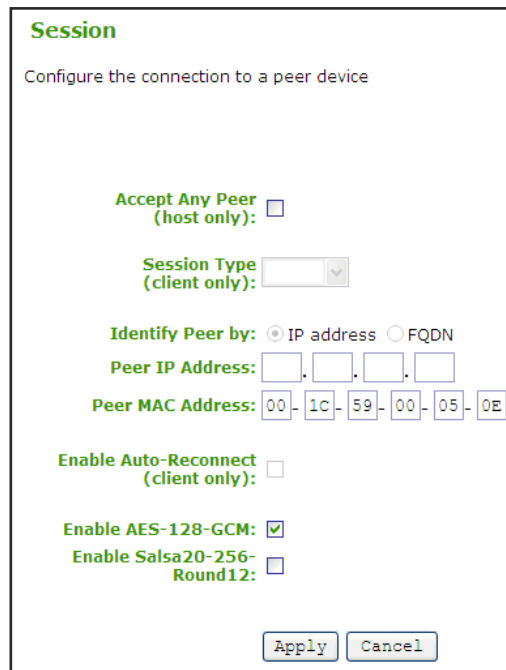 Session
Configure the connection to a peer device
Accept Any Peer
(host only):
Session Type
(client only):
Identify Peer by: IP address FQDN
Peer IP Address: . . .
Peer MAC Address: 00 - 1C - 59 - 00 - 05 - 0E
Enable Auto-Reconnect
(client only):
Enable AES-128-GCM:
Enable Salsa20-256-
Round12:
Apply Cancel